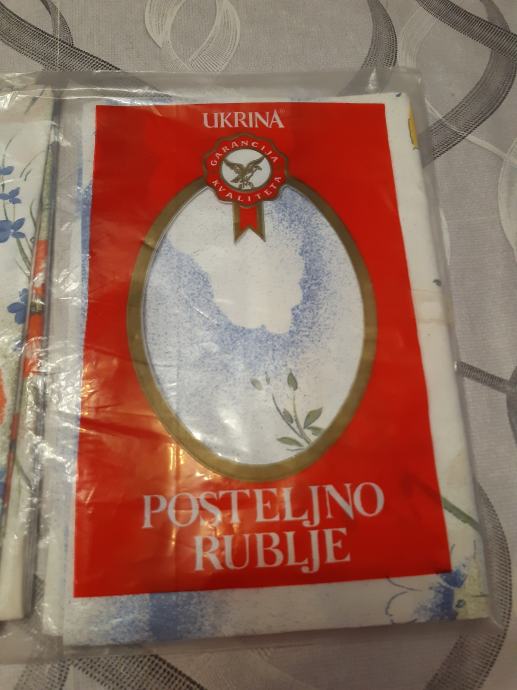 UKRINA®
GARANCIJA
KVALITETA
POSTELJNO
RUBLJE